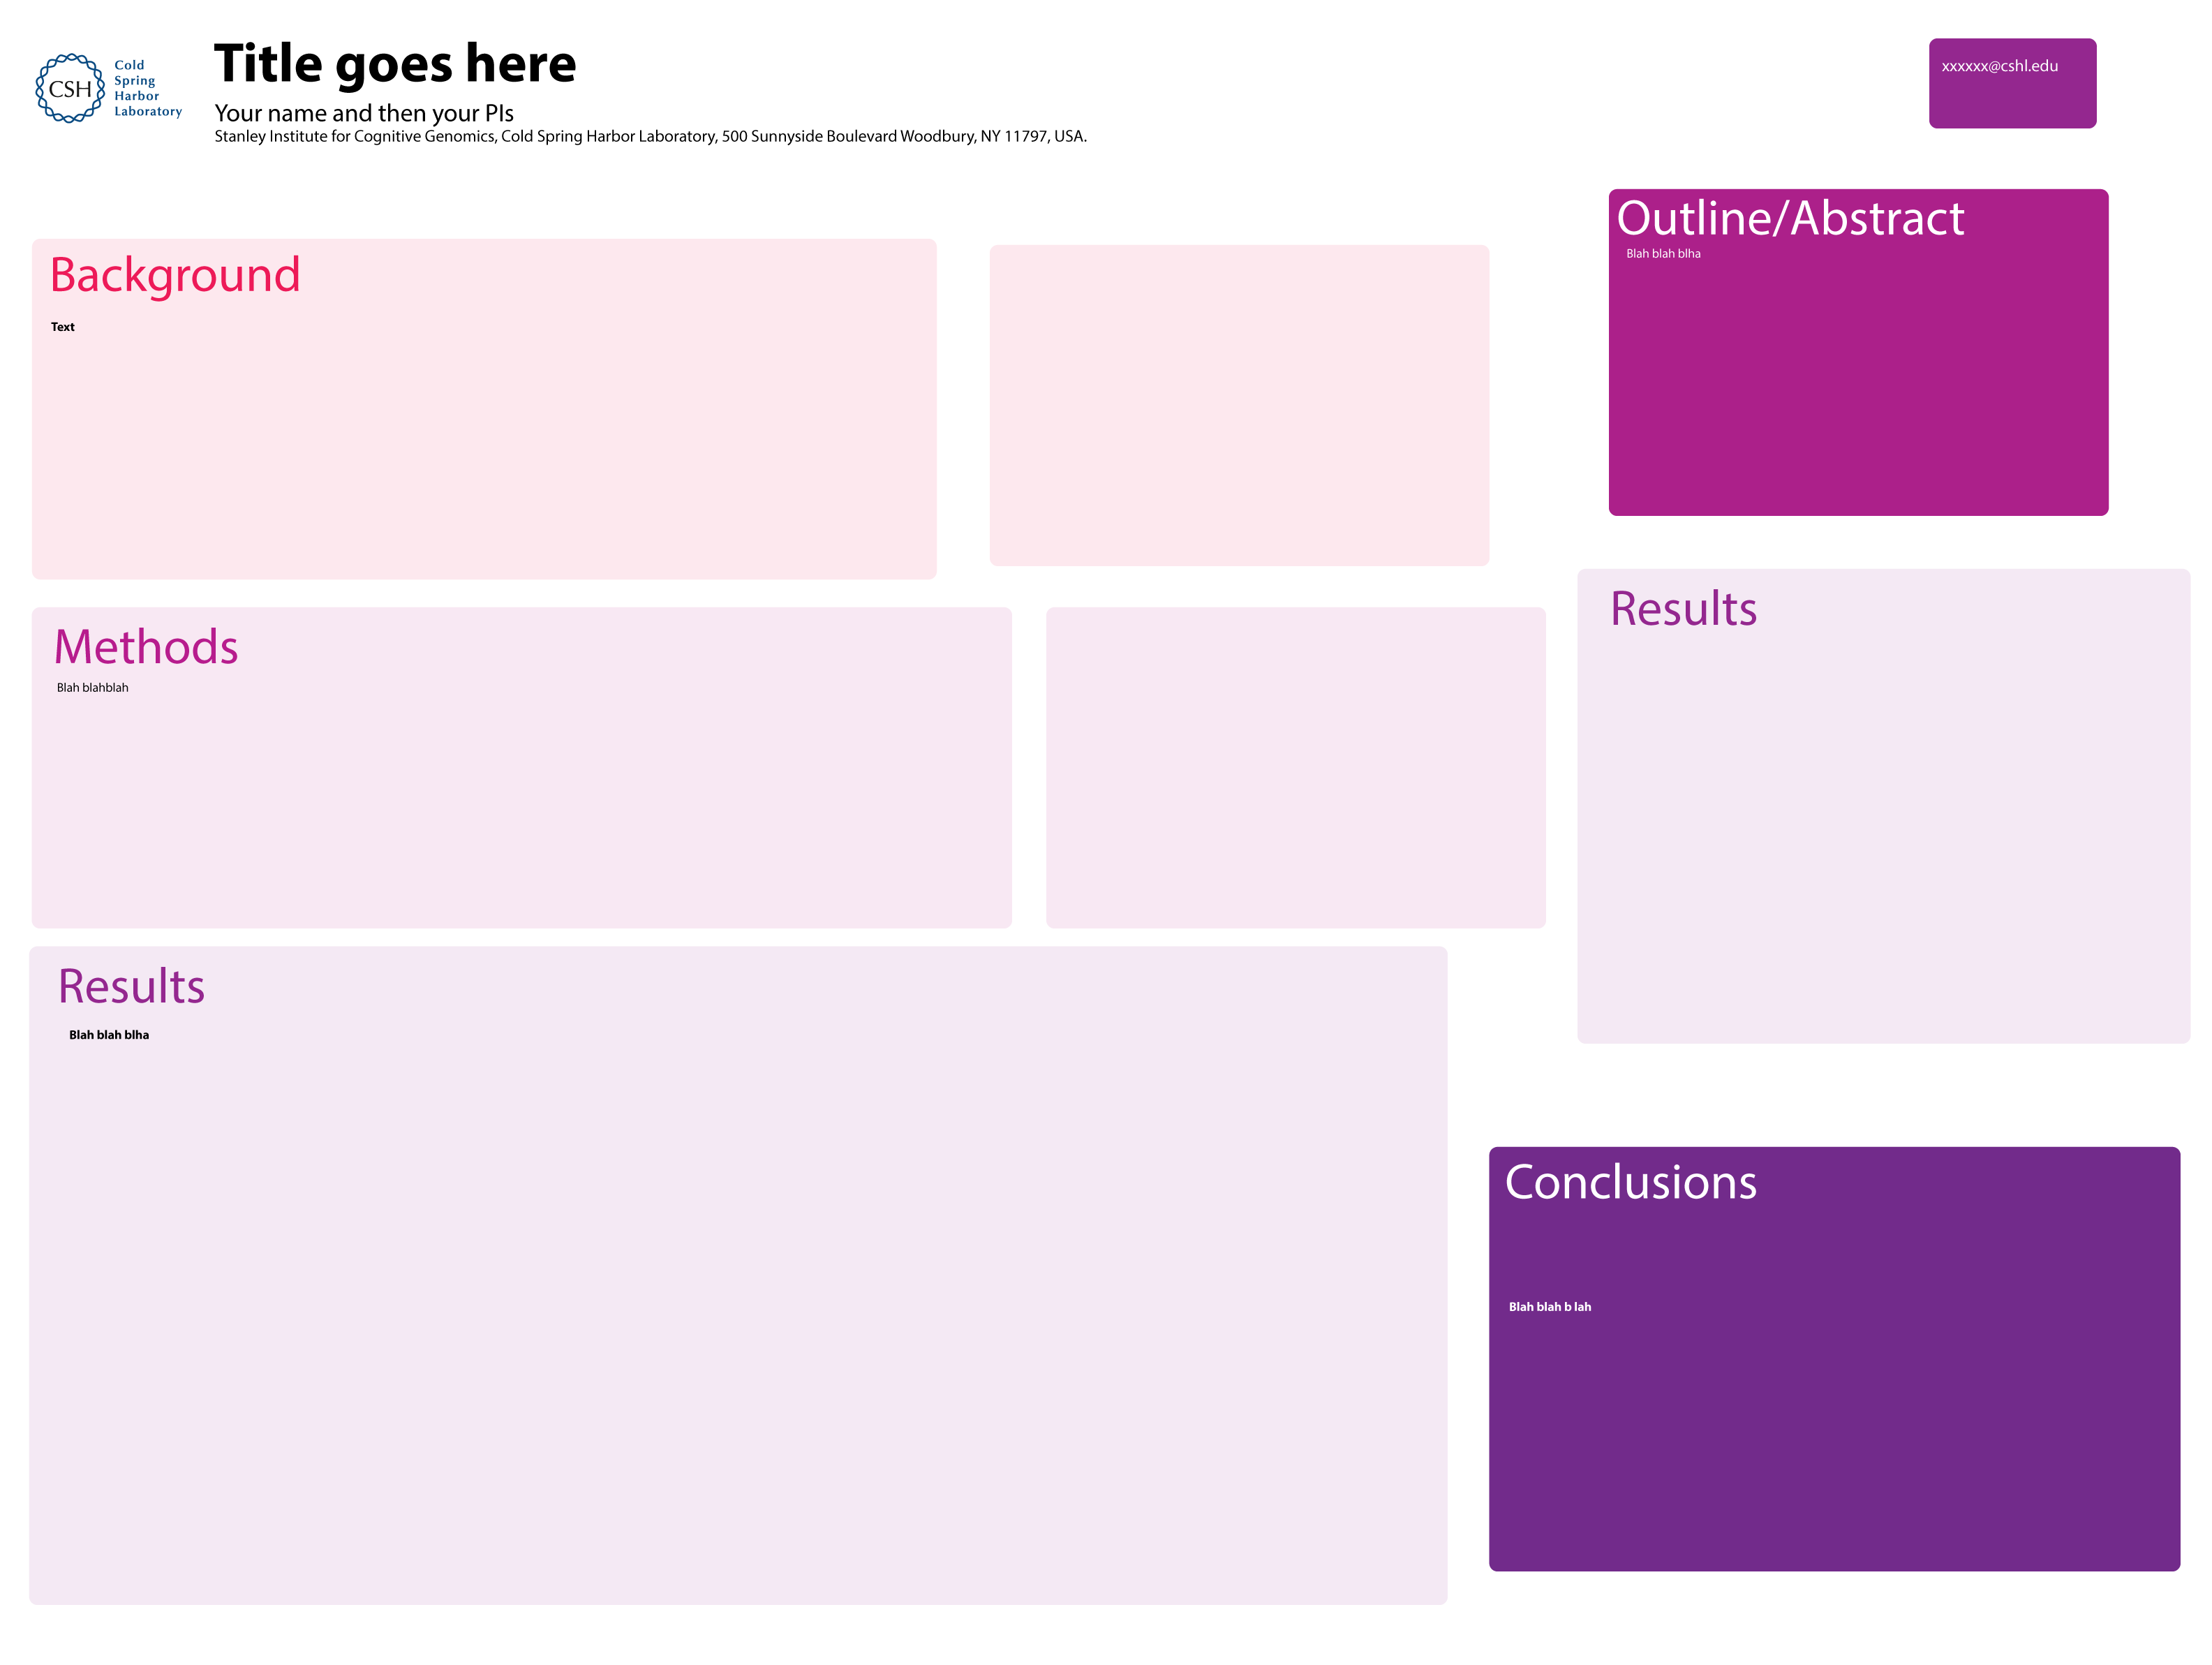 CSH
Cold
Spring
Harbor
Laboratory
Title goes here
Your name and then your PIs
Stanley Institute for Cognitive Genomics, Cold Spring Harbor Laboratory, 500 Sunnyside Boulevard Woodbury, NY 11797, USA.
xxxxxx@cshl.edu
Background
Text
Outline/Abstract
Blah blah blha
Methods
Blah blahblah
Results
Results
Blah blah blha
Conclusions
Blah blah b lah